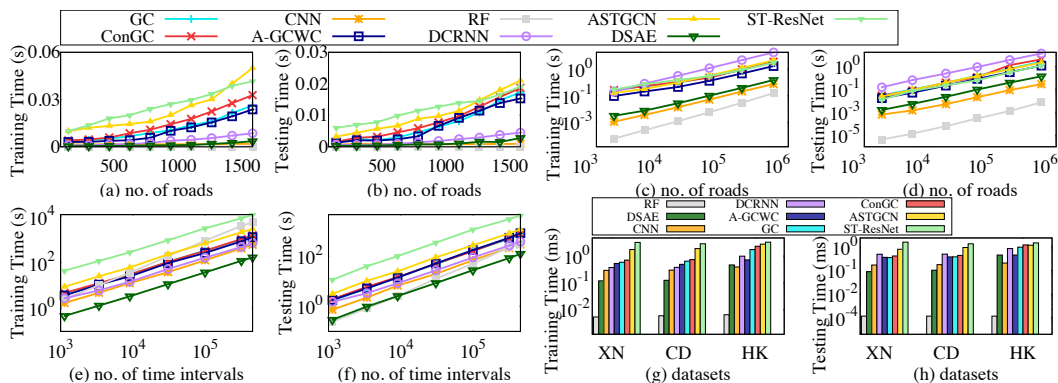 GC CNN RF ASTGCN ST-ResNet
ConGC A-GCWC DCRNN DSAE
Training Time (s)
0.06
0.03
0
500 1000 1500
(a) no. of roads
Testing Time (s)
0.03
0.02
0.01
0
500 1000 1500
(b) no. of roads
Training Time (s)
10^0
10^-1
10^-3
10^3 10^4 10^5 10^6
(c) no. of roads
Testing Time (s)
10^0
10^-1
10^-3
10^-5
10^3 10^4 10^5 10^6
(d) no. of roads
Training Time (s)
10^4
10^2
10^0
10^3 10^4 10^5
(e) no. of time intervals
Testing Time (s)
10^4
10^2
10^0
10^3 10^4 10^5
(f) no. of time intervals
RF DCRNN ConGC
DSAE A-GCWC ASTGCN
CNN GC ST-ResNet
Training Time (ms)
10^0
10^-1
10^-2
XN CD HK
(g) datasets
Testing Time (ms)
10^0
10^-1
10^-4
XN CD HK
(h) datasets